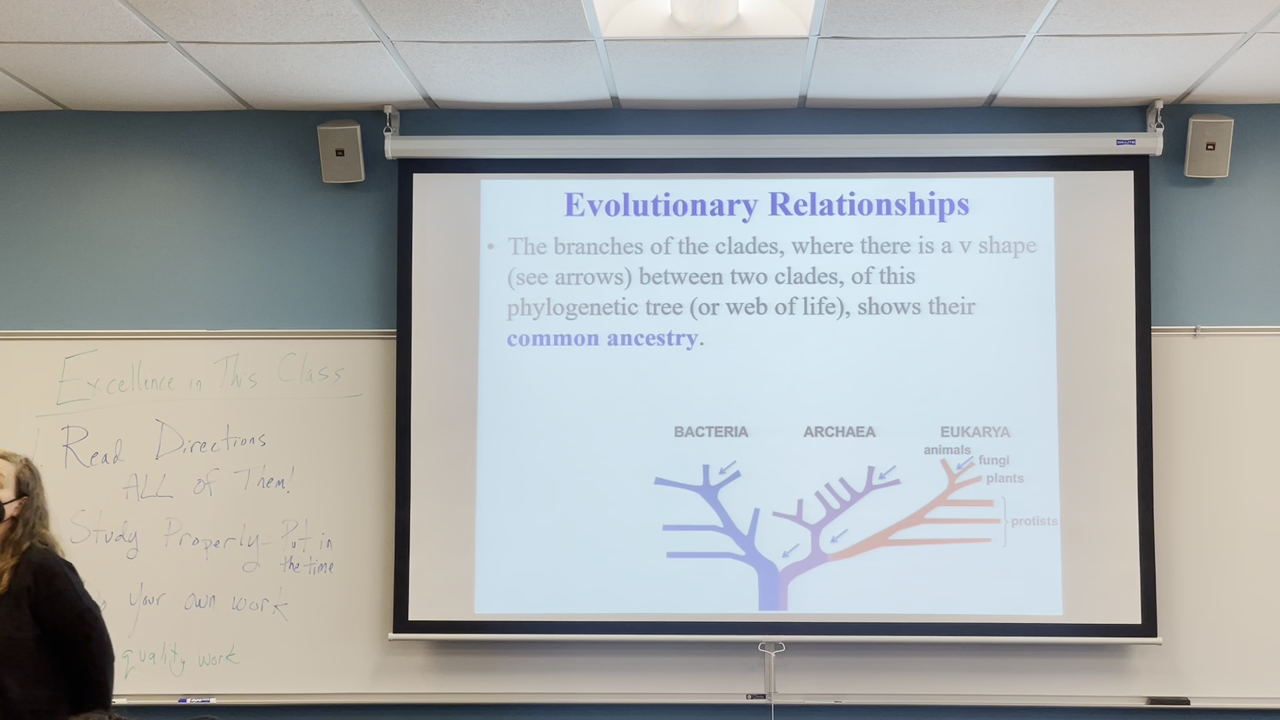 Evolutionary Relationships
• The branches of the clades, where there is a v shape
(see arrows) between two clades, of this
phylogenetic tree (or web of life), shows their
common ancestry.
BACTERIA
ARCHAEA
EUKARYA
animals
fungi
plants
protists
Excellence in This Class
Read Directions
ALL of Them.
Study Properly - Put in
the time
your own work
quality work
JBL
JBL